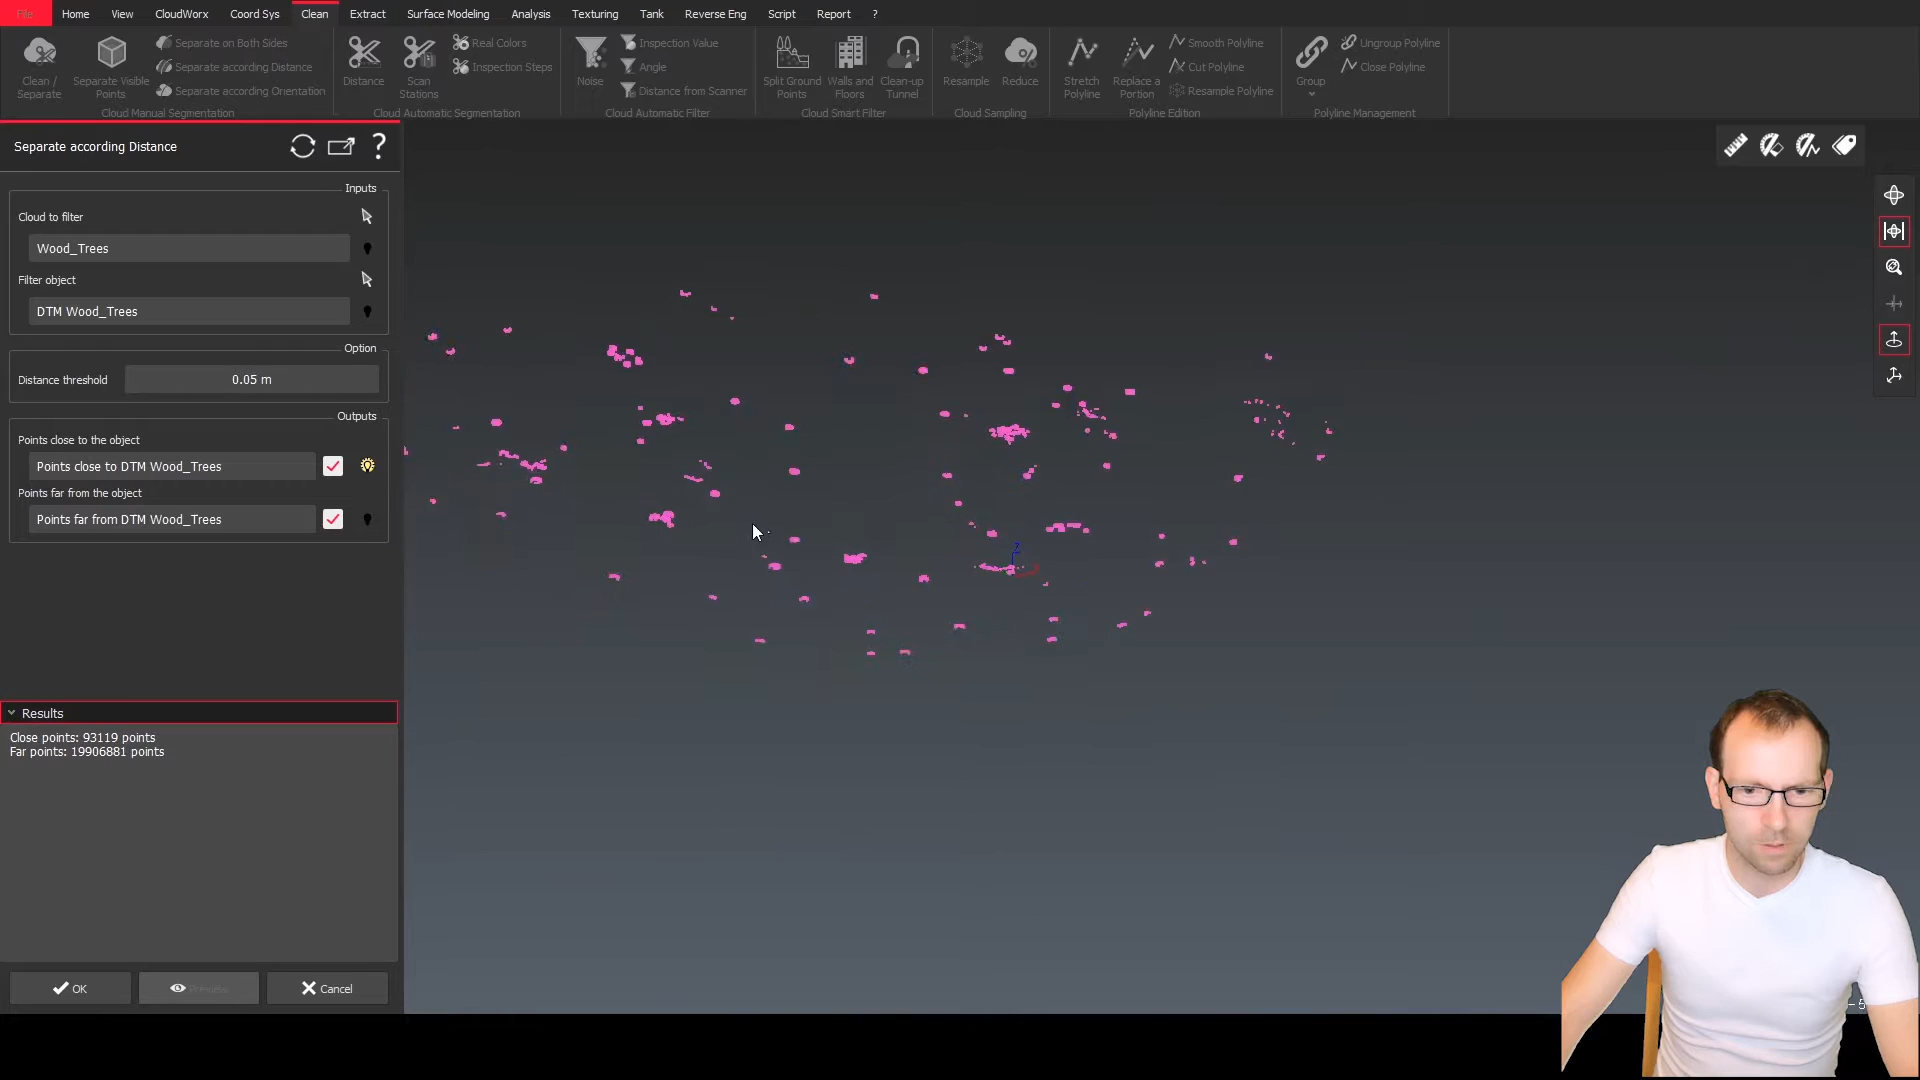 File Home View CloudWorx Coord Sys Clean Extract Surface Modeling Analysis Texturing Tank Reverse Eng Script Report ?
Clean / Separate
Separate Visible Points
Separate on Both Sides
Separate according Distance
Separate according Orientation
Cloud Manual Segmentation
Distance
Scan Stations
Real Colors
Inspection Steps
Cloud Automatic Segmentation
Noise
Inspection Value
Angle
Distance from Scanner
Cloud Automatic Filter
Split Ground Points
Walls and Floors
Clean-up Tunnel
Cloud Smart Filter
Resample
Reduce
Cloud Sampling
Stretch Polyline
Replace a Portion
Smooth Polyline
Cut Polyline
Resample Polyline
Polyline Edition
Group
Ungroup Polyline
Close Polyline
Polyline Management
Separate according Distance
?
Inputs
Cloud to filter
Wood_Trees
Filter object
DTM Wood_Trees
Option
Distance threshold 0.05 m
Outputs
Points close to the object
Points close to DTM Wood_Trees
Points far from the object
Points far from DTM Wood_Trees
Results
Close points: 93119 points
Far points: 19906881 points
OK Preview Cancel
Z